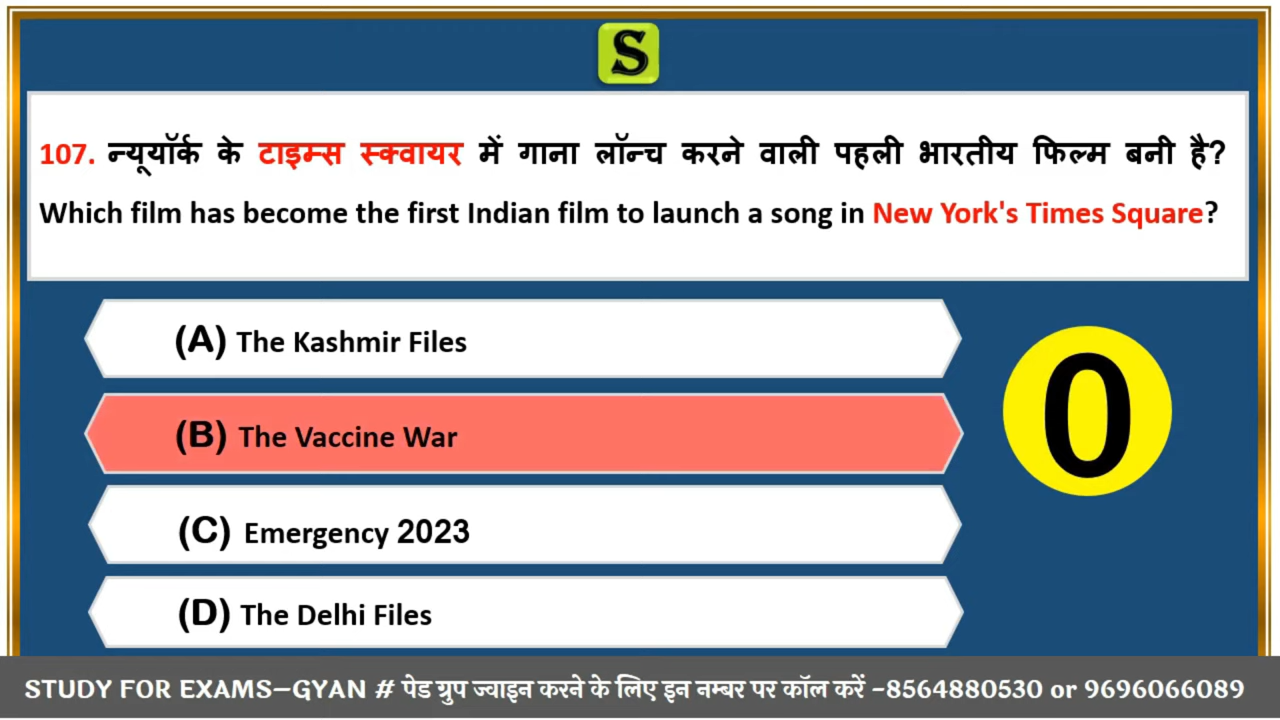 S
107. न्यूयॉर्क के टाइम्स स्क्वायर में गाना लॉन्च करने वाली पहली भारतीय फिल्म बनी है?
Which film has become the first Indian film to launch a song in New York's Times Square?
(A) The Kashmir Files
(B) The Vaccine War
0
(C) Emergency 2023
(D) The Delhi Files
STUDY FOR EXAMS-GYAN # पेड ग्रुप ज्वाइन करने के लिए इन नम्बर पर कॉल करें -8564880530 or 9696066089